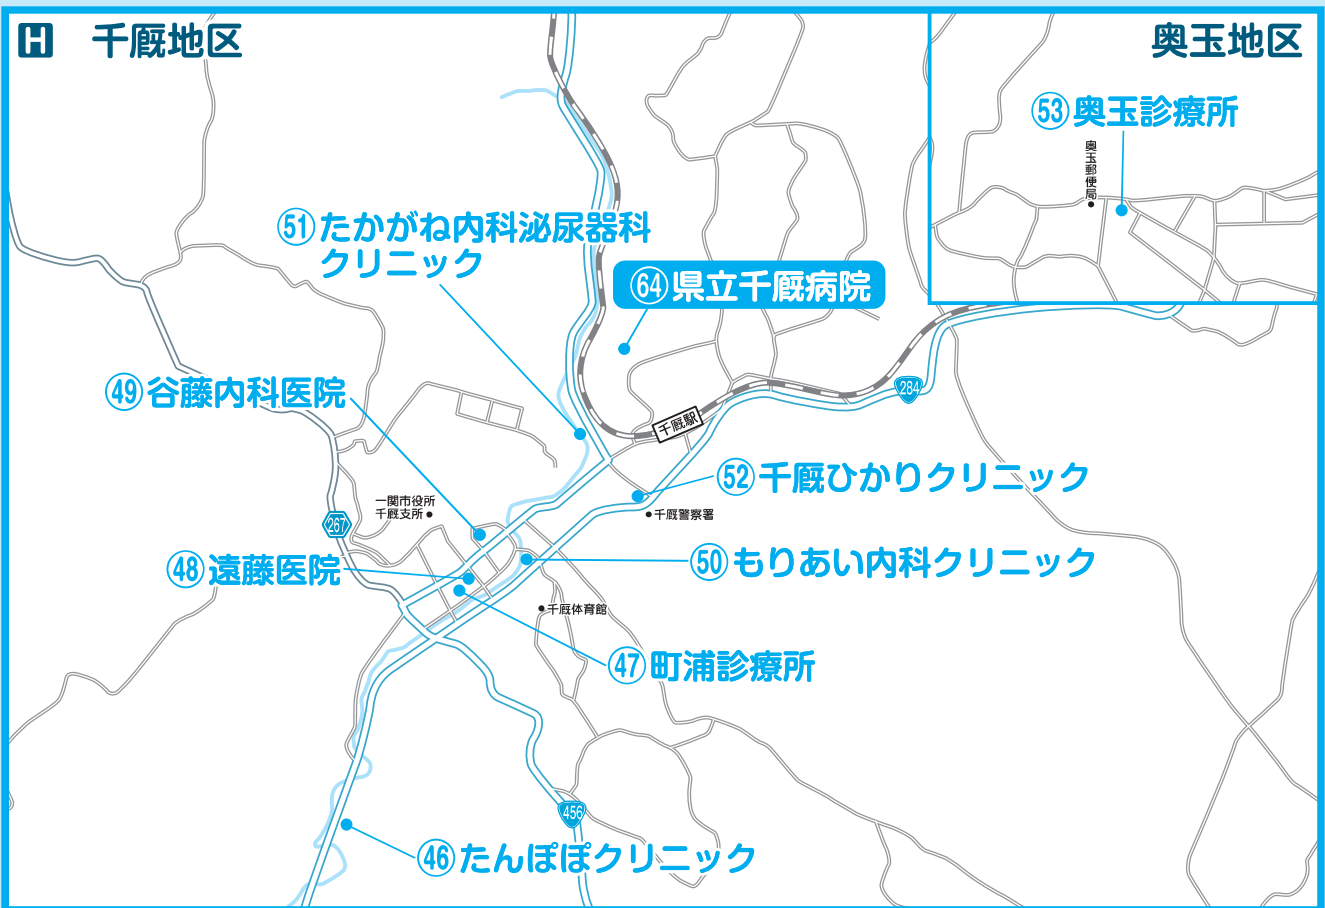 H 千厩地区
奥玉地区
53 奥玉診療所
奥玉郵便局
51 たかがね内科泌尿器科
クリニック
64 県立千厩病院
284
49 谷藤内科医院
千厩駅
52 千厩ひかりクリニック
一関市役所
千厩支所
267
千厩警察署
48 遠藤医院
50 もりあい内科クリニック
千厩体育館
47 町浦診療所
456
46 たんぽぽクリニック